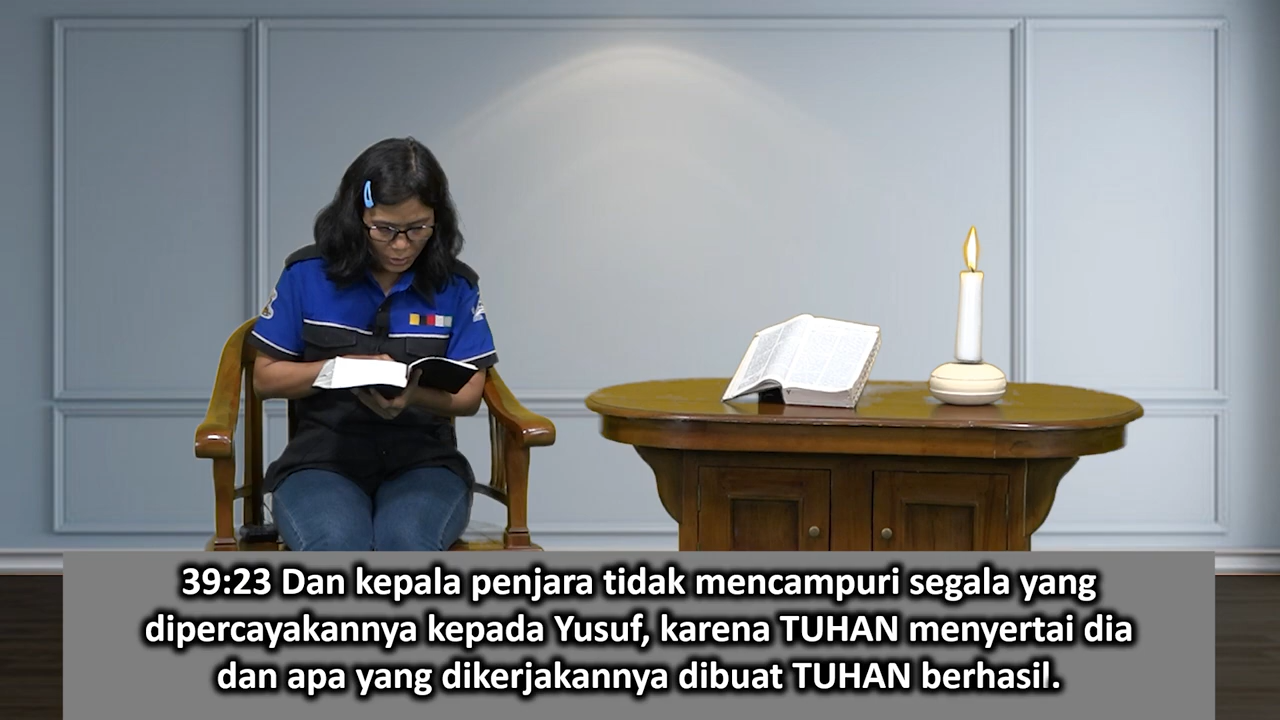 39:23 Dan kepala penjara tidak mencampuri segala yang
dipercayakannya kepada Yusuf, karena TUHAN menyertai dia
dan apa yang dikerjakannya dibuat TUHAN berhasil.